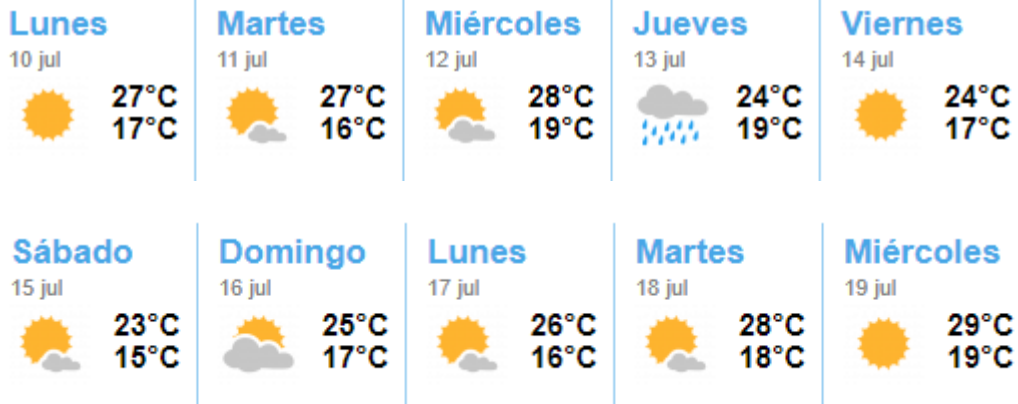 Lunes
10 jul
27°C
17°C
Martes
11 jul
27°C
16°C
Miércoles
12 jul
28°C
19°C
Jueves
13 jul
24°C
19°C
Viernes
14 jul
24°C
17°C
Sábado
15 jul
23°C
15°C
Domingo
16 jul
25°C
17°C
Lunes
17 jul
26°C
16°C
Martes
18 jul
28°C
18°C
Miércoles
19 jul
29°C
19°C